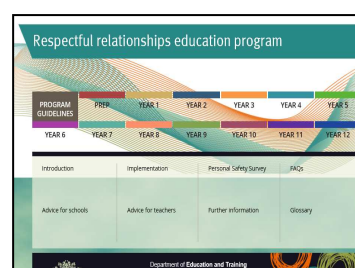 Respectful relationships education program
PROGRAM GUIDELINES PREP YEAR 1 YEAR 2 YEAR 3 YEAR 4 YEAR 5
YEAR 6 YEAR 7 YEAR 8 YEAR 9 YEAR 10 YEAR 11 YEAR 12
Introduction Implementation Personal Safety Survey FAQs
Advice for schools Advice for teachers Further information Glossary
Department of Education and Training